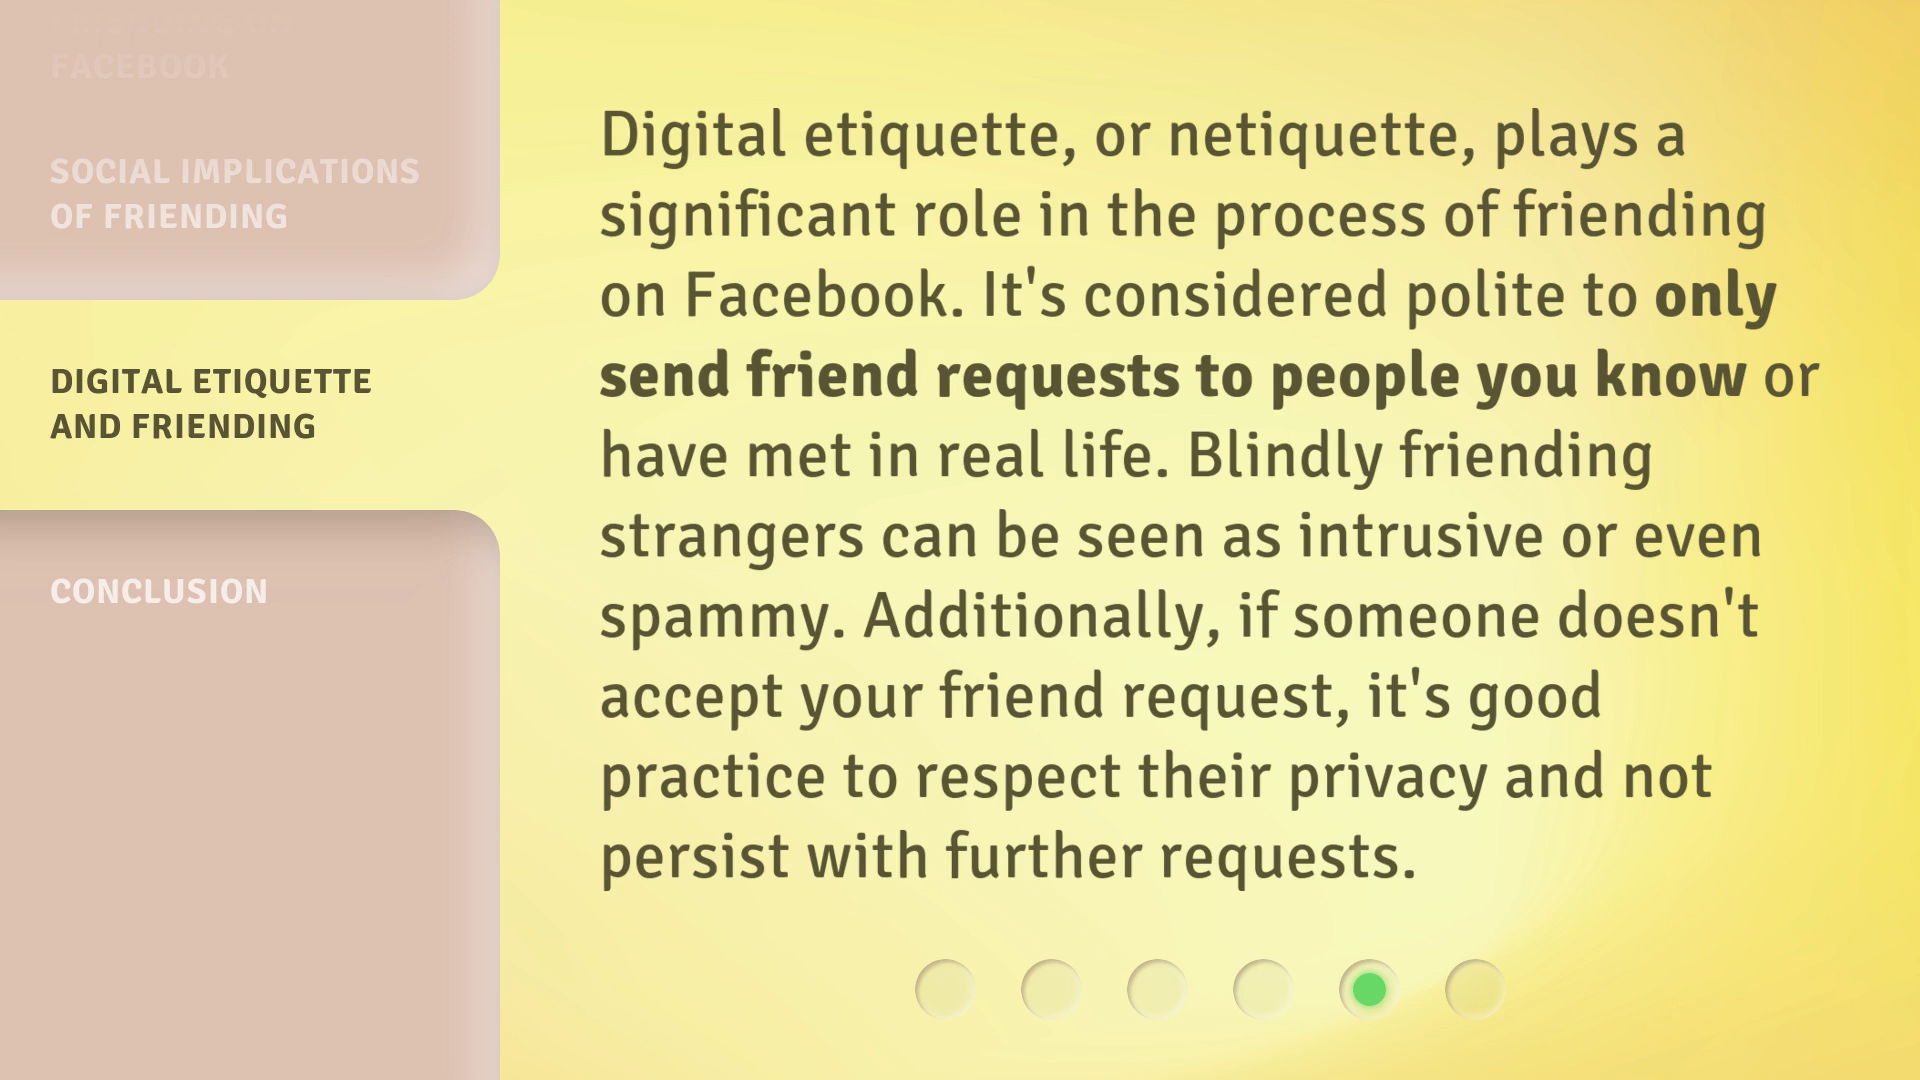 FACEBOOK
SOCIAL IMPLICATIONS
OF FRIENDING
DIGITAL ETIQUETTE
AND FRIENDING
CONCLUSION
Digital etiquette, or netiquette, plays a
significant role in the process of friending
on Facebook. It's considered polite to only
send friend requests to people you know or
have met in real life. Blindly friending
strangers can be seen as intrusive or even
spammy. Additionally, if someone doesn't
accept your friend request, it's good
practice to respect their privacy and not
persist with further requests.